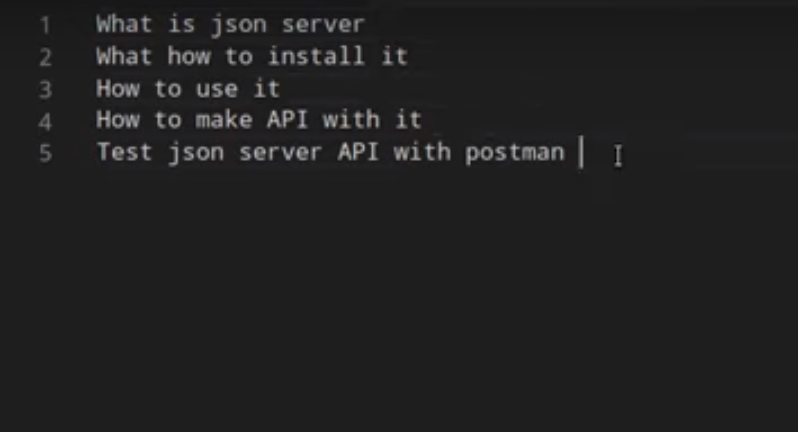 1 What is json server
2 What how to install it
3 How to use it
4 How to make API with it
5 Test json server API with postman